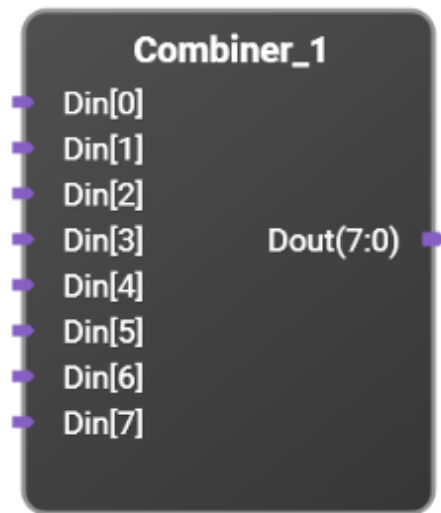 Combiner_1
Din[0]
Din[1]
Din[2]
Din[3]
Dout(7:0)
Din[4]
Din[5]
Din[6]
Din[7]